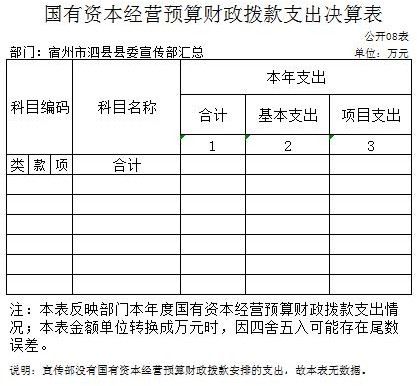 国有资本经营预算财政拨款支出决算表
公开08表
部门：宿州市泗县县委宣传部汇总 单位：万元
科目编码 科目名称 本年支出
合计 基本支出 项目支出
1 2 3
类 款 项 合计
注：本表反映部门本年度国有资本经营预算财政拨款支出情
况；本表金额单位转换成万元时，因四舍五入可能存在尾数
误差。
说明：宣传部没有国有资本经营预算财政拨款安排的支出，故本表无数据。